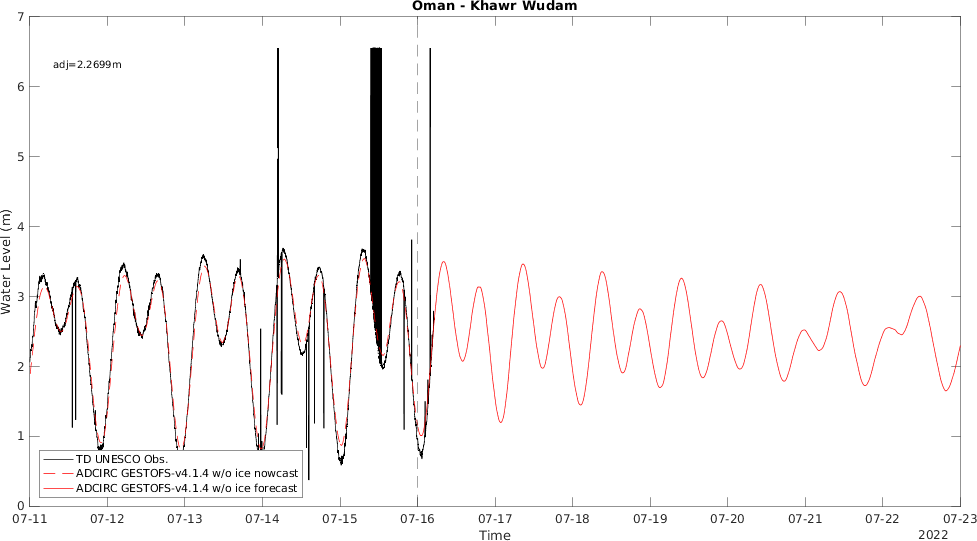 Oman - Khawr Wudam
adj=2.2699m
Water Level (m)
7
6
5
4
3
2
1
0
TD UNESCO Obs.
ADCIRC GESTOFS-v4.1.4 w/o ice nowcast
ADCIRC GESTOFS-v4.1.4 w/o ice forecast
07-11 07-12 07-13 07-14 07-15 07-16 07-17 07-18 07-19 07-20 07-21 07-22 07-23
Time
2022